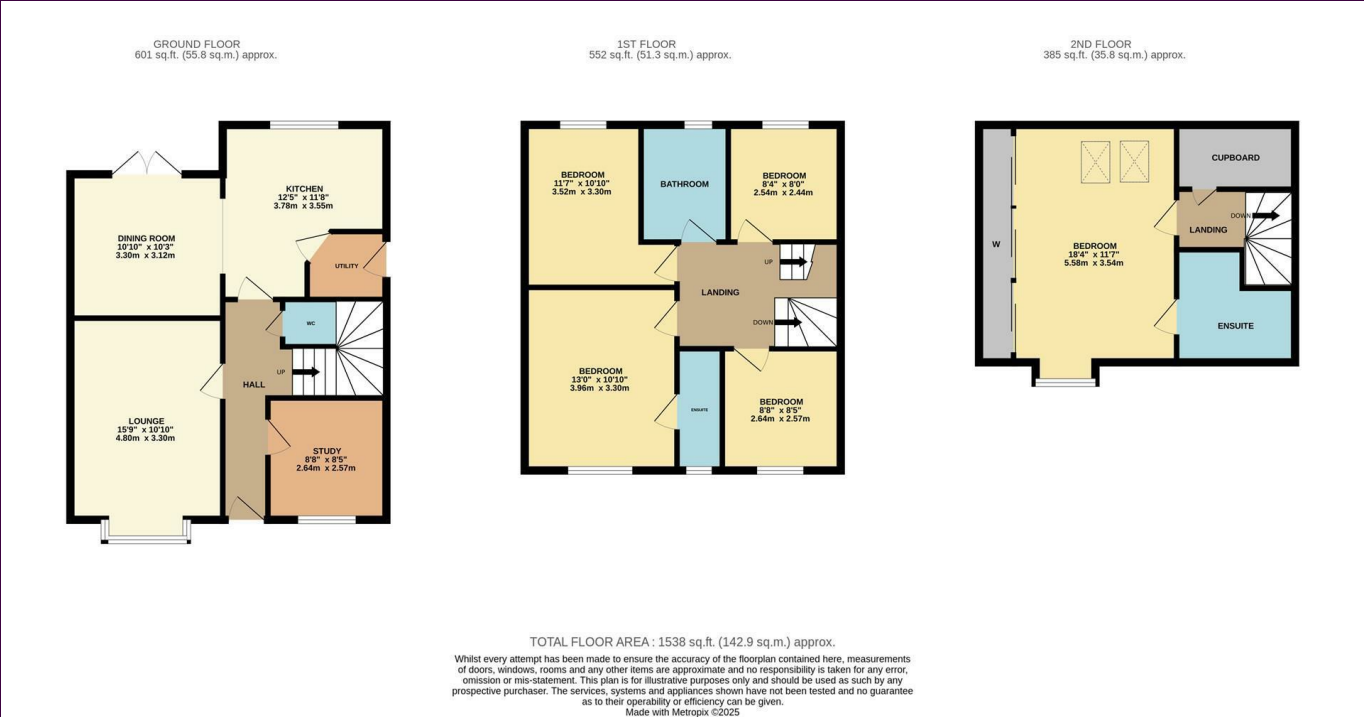 GROUND FLOOR
601 sq.ft. (55.8 sq.m.) approx.
KITCHEN
12'5" x 11'8"
3.78m x 3.55m
DINING ROOM
10'10" x 10'3"
3.30m x 3.12m
UTILITY
WC
UP
HALL
LOUNGE
15'9" x 10'10"
4.80m x 3.30m
STUDY
8'8" x 8'5"
2.64m x 2.57m
1ST FLOOR
552 sq.ft. (51.3 sq.m.) approx.
BEDROOM
11'7" x 10'10"
3.52m x 3.30m
BATHROOM
BEDROOM
8'4" x 8'0"
2.54m x 2.44m
UP
LANDING
DOWN
BEDROOM
13'0" x 10'10"
3.96m x 3.30m
ENSUITE
BEDROOM
8'8" x 8'5"
2.64m x 2.57m
2ND FLOOR
385 sq.ft. (35.8 sq.m.) approx.
CUPBOARD
DOWN
LANDING
W
BEDROOM
18'4" x 11'7"
5.58m x 3.54m
ENSUITE
TOTAL FLOOR AREA : 1538 sq.ft. (142.9 sq.m.) approx.
Whilst every attempt has been made to ensure the accuracy of the floorplan contained here, measurements
of doors, windows, rooms and any other items are approximate and no responsibility is taken for any error,
omission or mis-statement. This plan is for illustrative purposes only and should be used as such by any
prospective purchaser. The services, systems and appliances shown have not been tested and no guarantee
as to their operability or efficiency can be given.
Made with Metropix ©2025